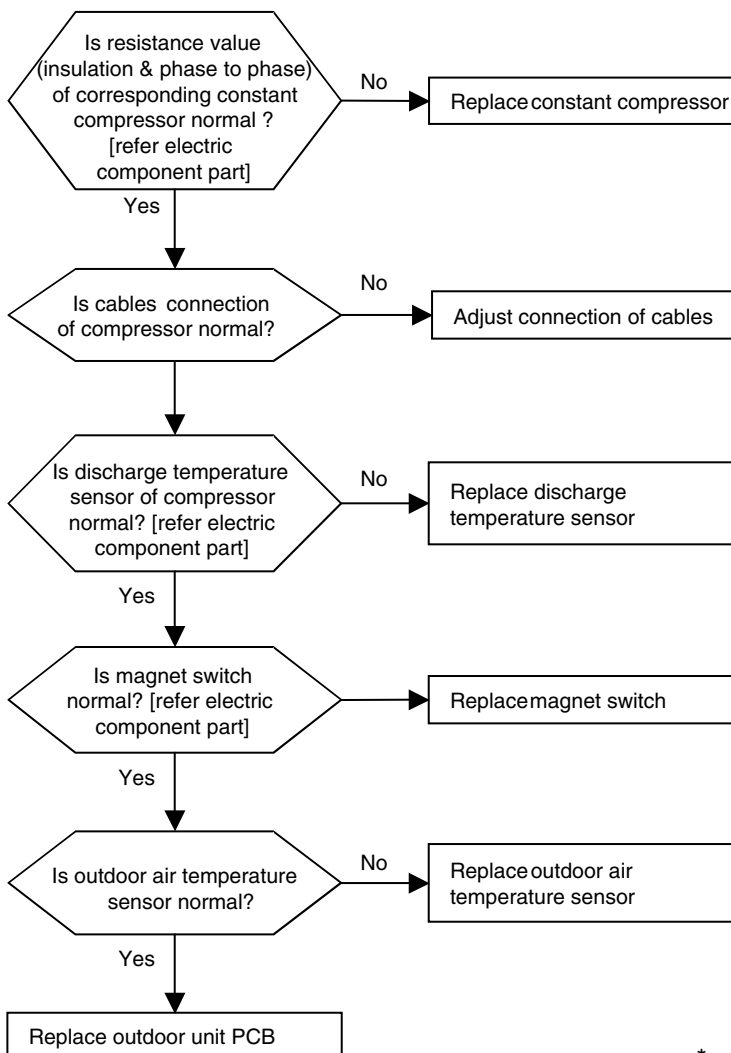 Is resistance value
(insulation & phase to phase)
of corresponding constant
compressor normal ?
[refer electric
component part]
No
Replace constant compressor
Yes
Is cables connection
of compressor normal?
No
Adjust connection of cables
Is discharge temperature
sensor of compressor
normal? [refer electric
component part]
No
Replace discharge
temperature sensor
Yes
Is magnet switch
normal? [refer electric
component part]
Replace magnet switch
Yes
Is outdoor air temperature
sensor normal?
No
Replace outdoor air
temperature sensor
Yes
Replace outdoor unit PCB
*